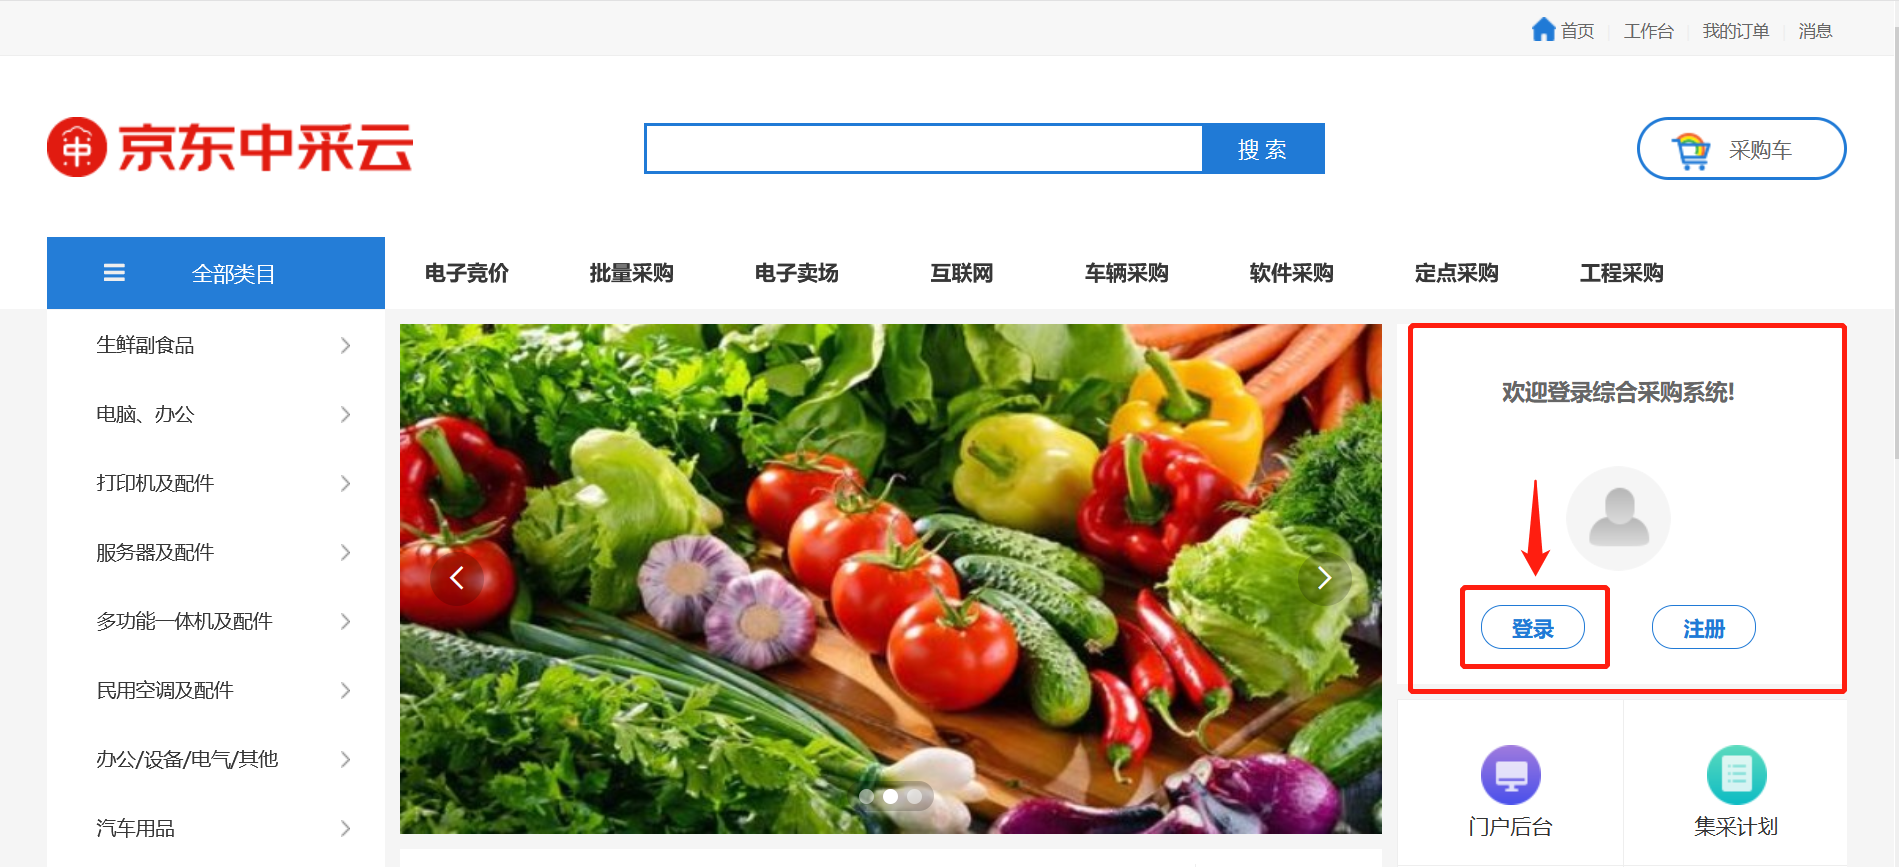 首页 工作台 我的订单 消息
京东中采云
搜索
采购车
全部类目
电子竞价 批量采购 电子卖场 互联网 车辆采购 软件采购 定点采购 工程采购
生鲜副食品
电脑、办公
打印机及配件
服务器及配件
多功能一体机及配件
民用空调及配件
办公/设备/电气/其他
汽车用品
欢迎登录综合采购系统!
登录 注册
门户后台 集采计划